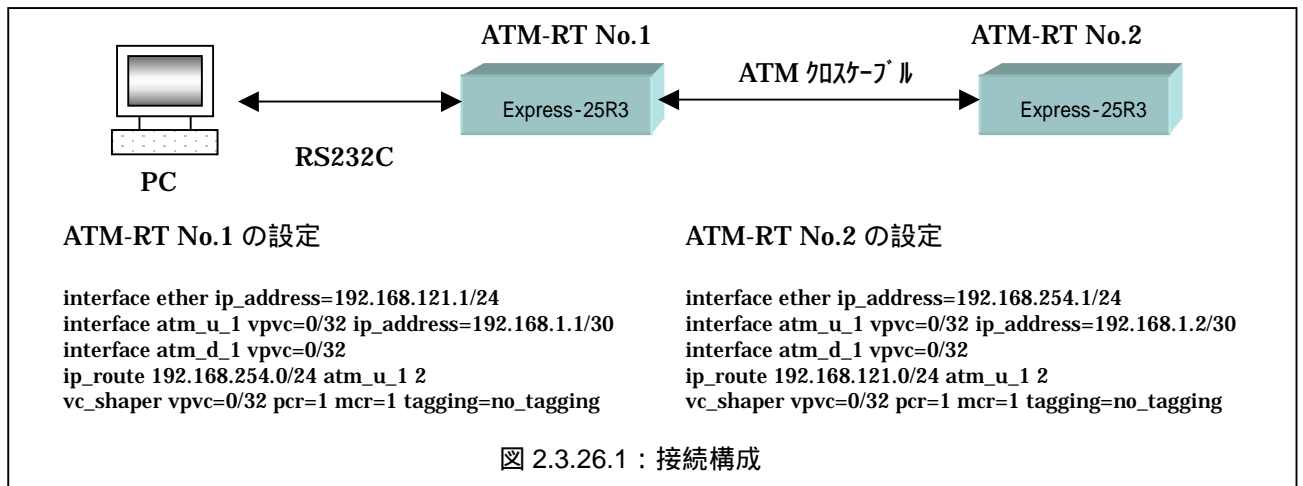 ATM-RT No.1
ATM-RT No.2
ATM ｸﾛｽｹｰﾌﾞﾙ
Express-25R3
Express-25R3
RS232C
PC
ATM-RT No.1 の設定
interface ether ip_address=192.168.121.1/24
interface atm_u_1 vpvc=0/32 ip_address=192.168.1.1/30
interface atm_d_1 vpvc=0/32
ip_route 192.168.254.0/24 atm_u_1 2
vc_shaper vpvc=0/32 pcr=1 mcr=1 tagging=no_tagging
ATM-RT No.2 の設定
interface ether ip_address=192.168.254.1/24
interface atm_u_1 vpvc=0/32 ip_address=192.168.1.2/30
interface atm_d_1 vpvc=0/32
ip_route 192.168.121.0/24 atm_u_1 2
vc_shaper vpvc=0/32 pcr=1 mcr=1 tagging=no_tagging
図 2.3.26.1：接続構成